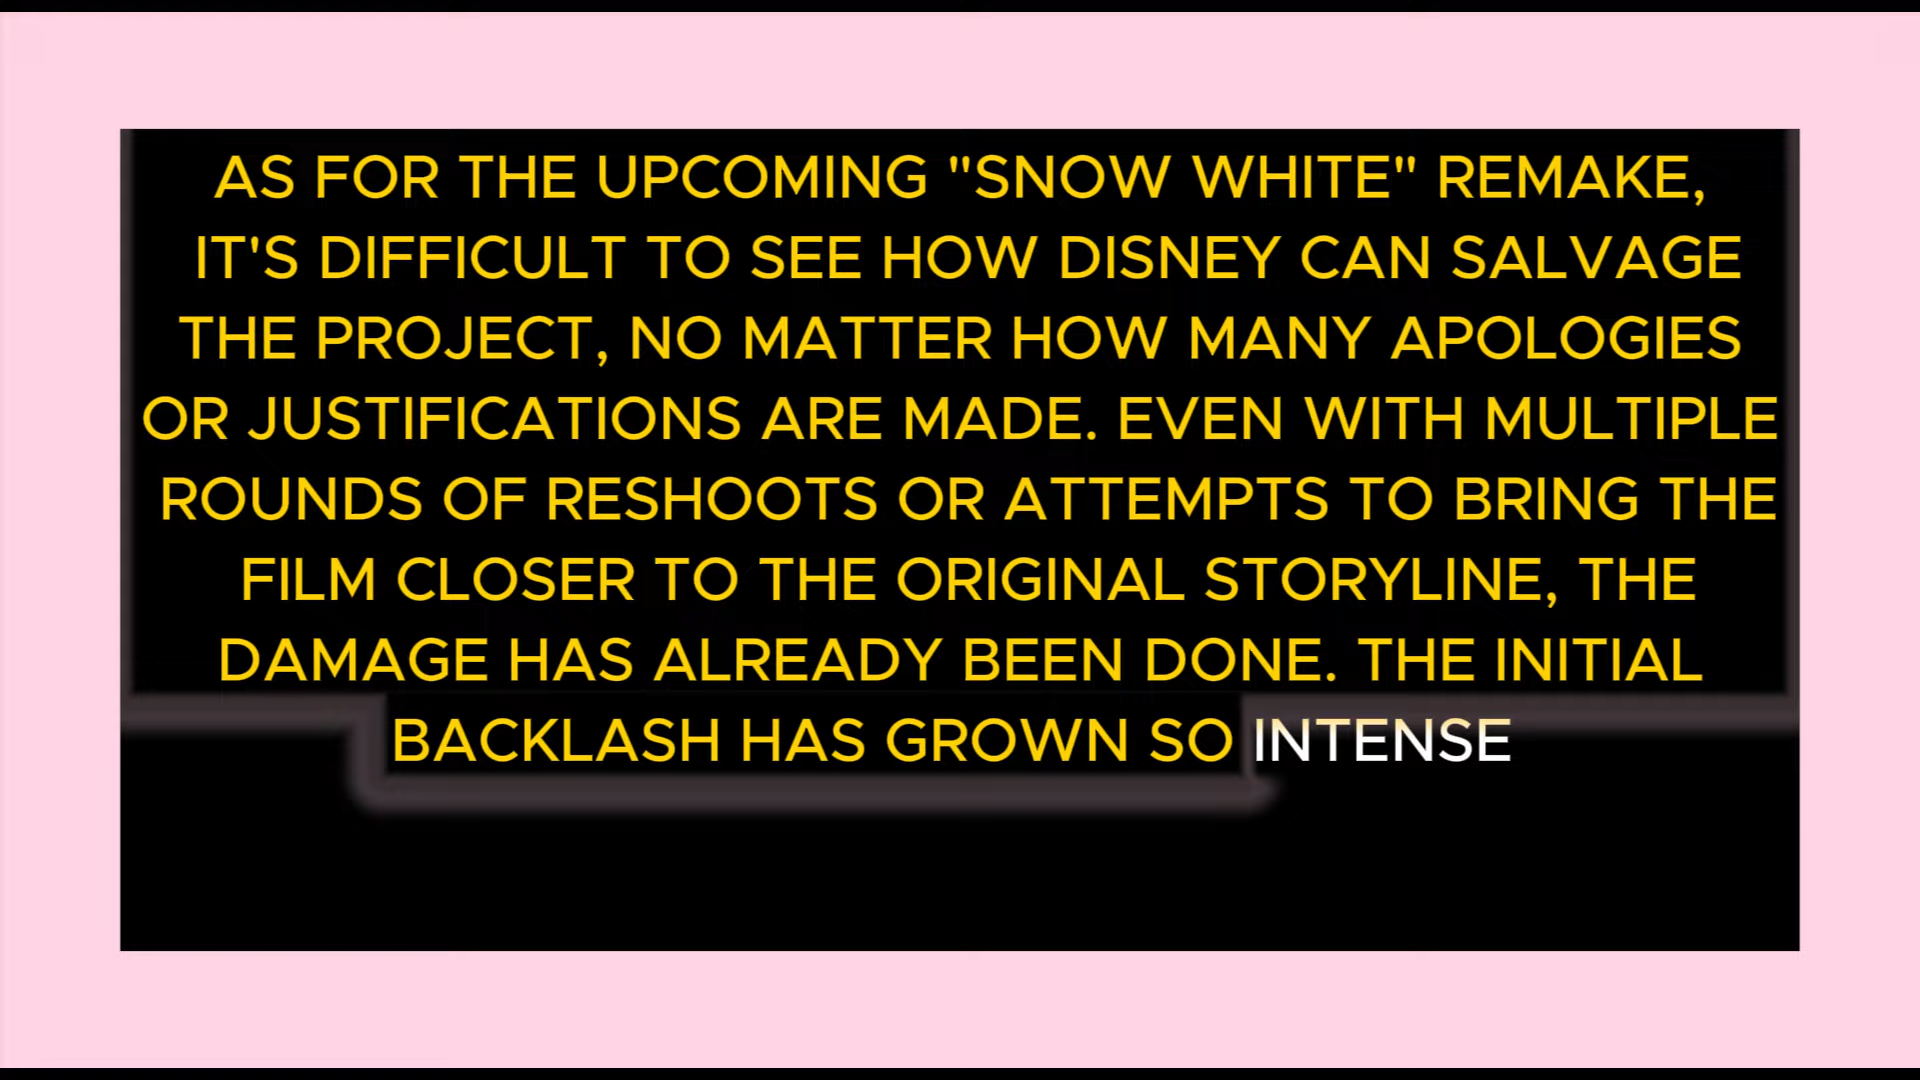 AS FOR THE UPCOMING "SNOW WHITE" REMAKE,
IT'S DIFFICULT TO SEE HOW DISNEY CAN SALVAGE
THE PROJECT, NO MATTER HOW MANY APOLOGIES
OR JUSTIFICATIONS ARE MADE. EVEN WITH MULTIPLE
ROUNDS OF RESHOOTS OR ATTEMPTS TO BRING THE
FILM CLOSER TO THE ORIGINAL STORYLINE, THE
DAMAGE HAS ALREADY BEEN DONE. THE INITIAL
BACKLASH HAS GROWN SO INTENSE